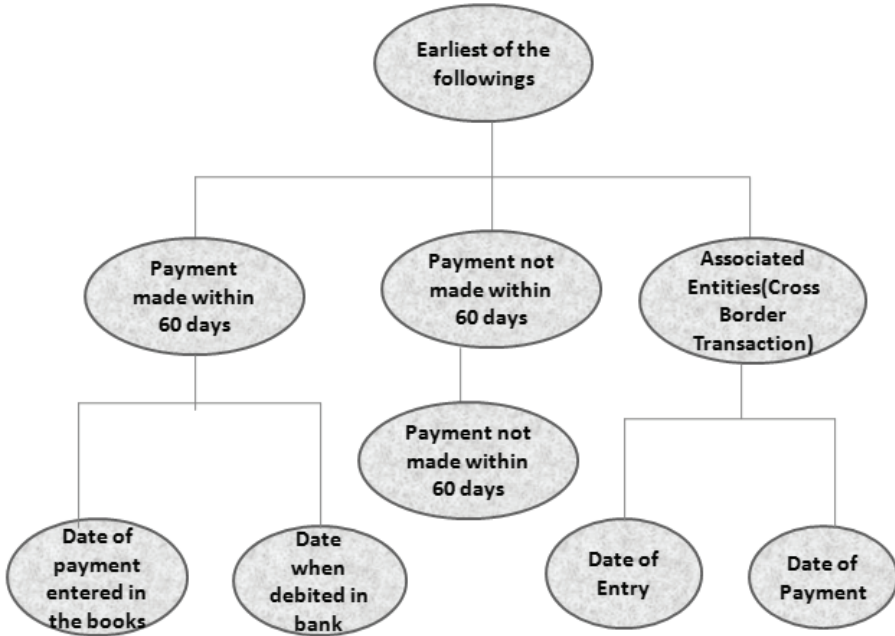 Earliest of the
followings
Payment
made within
60 days
Payment not
made within
60 days
Associated
Entities(Cross
Border
Transaction)
Payment not
made within
60 days
Date of
payment
entered in
the books
Date
when
debited in
bank
Date of
Entry
Date of
Payment